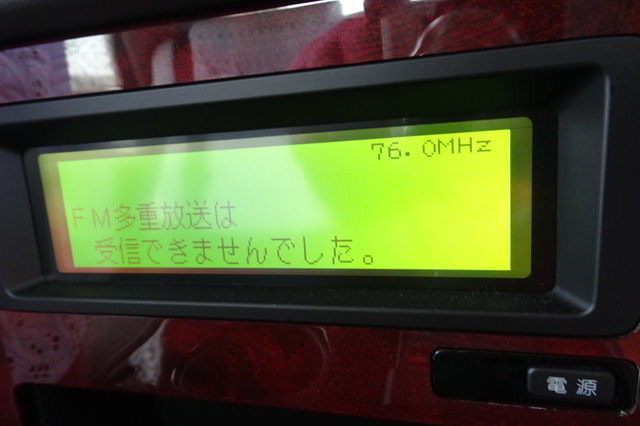 76.0MHz
FM多重放送は
受信できませんでした。
電源